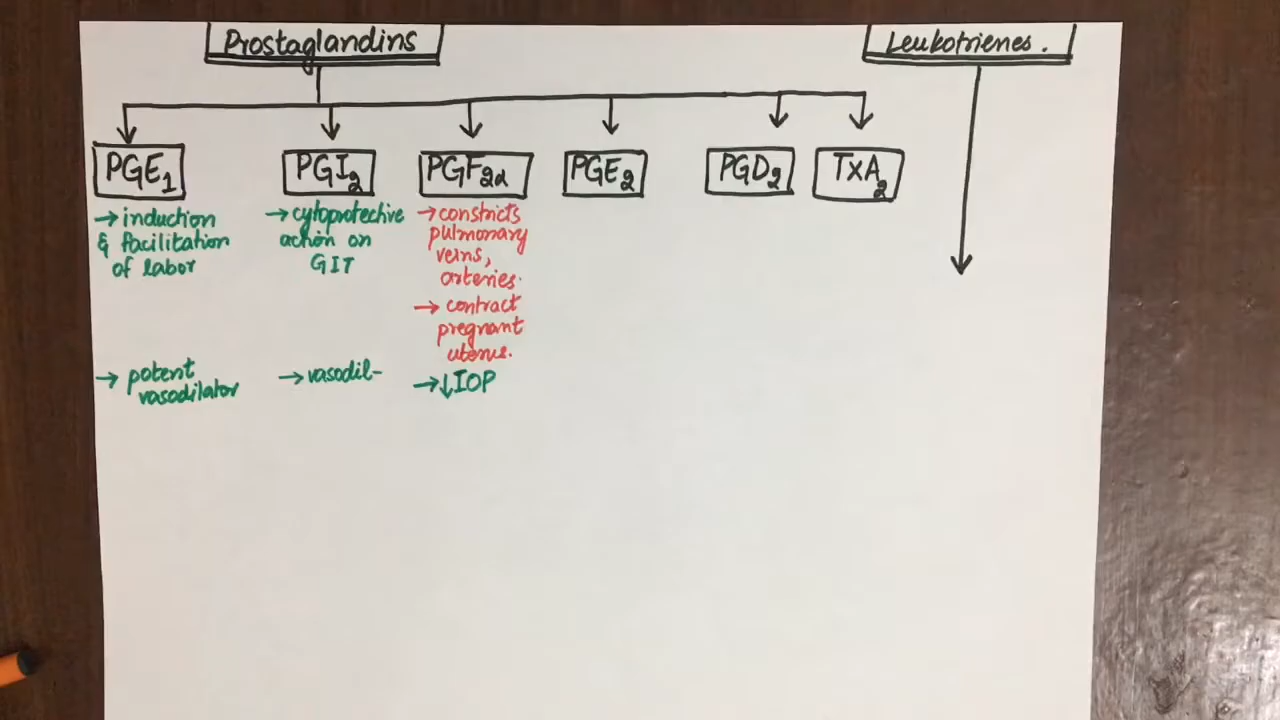 Prostaglandins
Leukotrienes.
PGE1
PGI2
PGF2α
PGE2
PGD2
TxA2
→ induction
& facilitation
of labor
→ potent
vasodilator
→ cytoprotective
action on
GIT
→ vasodil-
→ constricts
pulmonary
veins,
arteries.
→ contract
pregnant
uterus.
→ ↓IOP